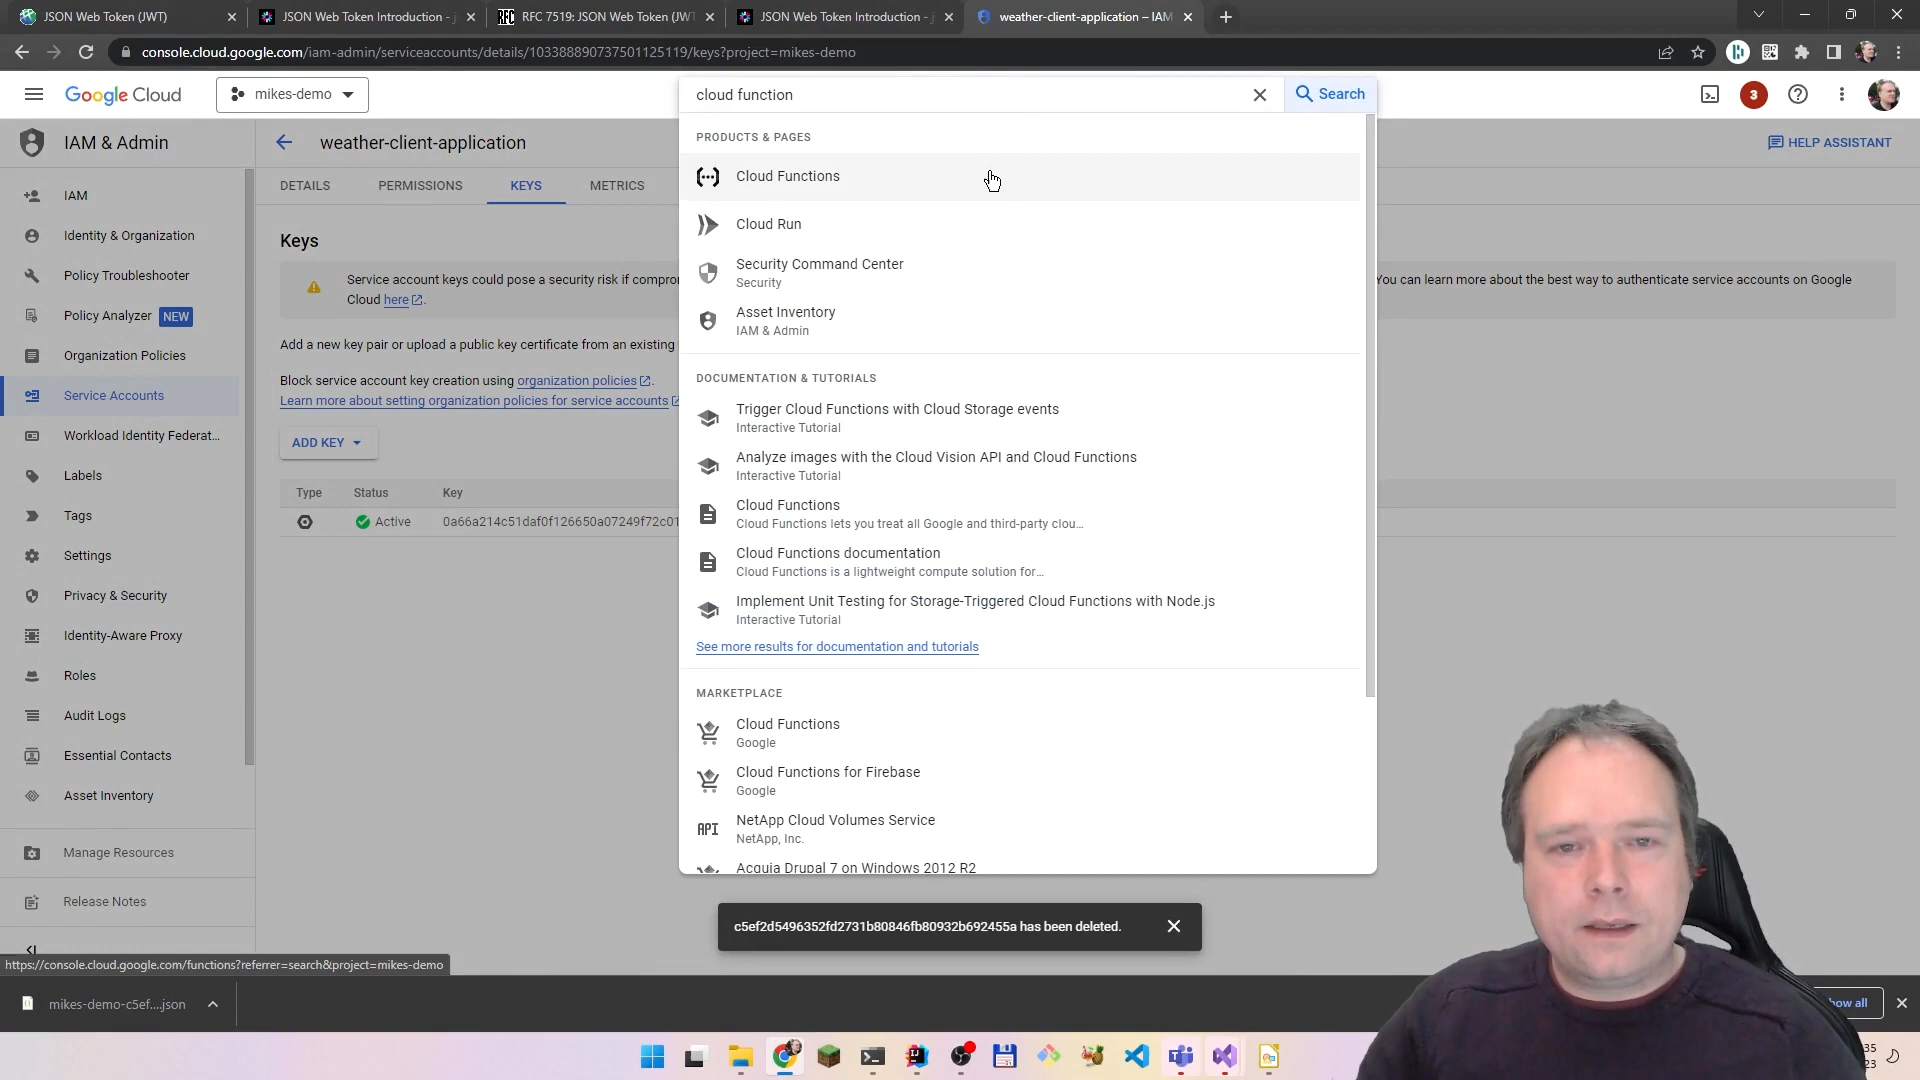 JSON Web Token (JWT)
JSON Web Token Introduction - j
RFC 7519: JSON Web Token (JWT
JSON Web Token Introduction - j
weather-client-application – IAM
console.cloud.google.com/iam-admin/serviceaccounts/details/103388890737501125119/keys?project=mikes-demo
Google Cloud
mikes-demo
cloud function
Search
3
IAM & Admin
weather-client-application
HELP ASSISTANT
DETAILS
PERMISSIONS
KEYS
METRICS
IAM
Identity & Organization
Policy Troubleshooter
Policy Analyzer NEW
Organization Policies
Service Accounts
Workload Identity Federat...
Labels
Tags
Settings
Privacy & Security
Identity-Aware Proxy
Roles
Audit Logs
Essential Contacts
Asset Inventory
Manage Resources
Release Notes
Keys
Service account keys could pose a security risk if compro
You can learn more about the best way to authenticate service accounts on Google
Cloud here.
Add a new key pair or upload a public key certificate from an existing
Block service account key creation using organization policies.
Learn more about setting organization policies for service accounts
ADD KEY
Type Status Key
Active 0a66a214c51daf0f126650a07249f72c01
PRODUCTS & PAGES
Cloud Functions
Cloud Run
Security Command Center
Security
Asset Inventory
IAM & Admin
DOCUMENTATION & TUTORIALS
Trigger Cloud Functions with Cloud Storage events
Interactive Tutorial
Analyze images with the Cloud Vision API and Cloud Functions
Interactive Tutorial
Cloud Functions
Cloud Functions lets you treat all Google and third-party clou...
Cloud Functions documentation
Cloud Functions is a lightweight compute solution for...
Implement Unit Testing for Storage-Triggered Cloud Functions with Node.js
Interactive Tutorial
See more results for documentation and tutorials
MARKETPLACE
Cloud Functions
Google
Cloud Functions for Firebase
Google
API
NetApp Cloud Volumes Service
NetApp, Inc.
Acquia Drupal 7 on Windows 2012 R2
c5ef2d5496352fd2731b80846fb80932b692455a has been deleted.
https://console.cloud.google.com/functions?referrer=search&project=mikes-demo
mikes-demo-c5ef....json
how all
35
23